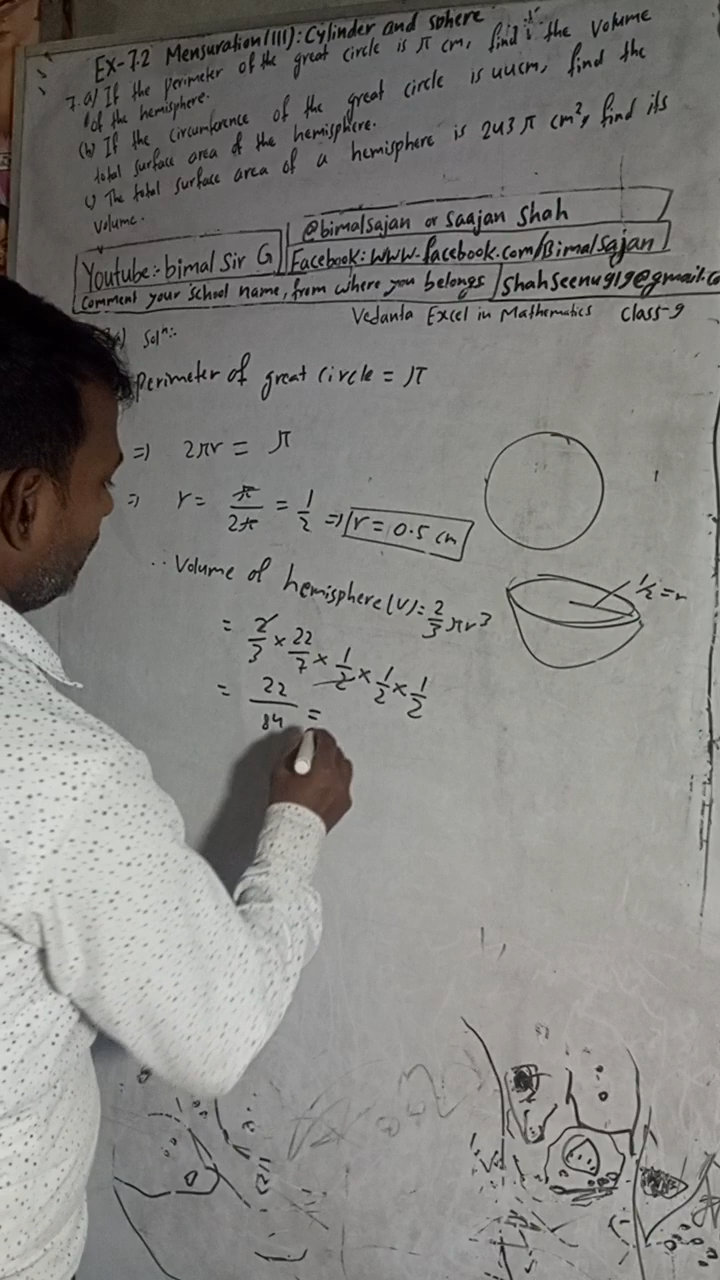 Ex-7.2 Mensuration(III): Cylinder and sphere
7.a) If the perimeter of the great circle is π cm, find the volume
of the hemisphere.
(b) If the circumference of the great circle is 44cm, find the
total surface area of the hemisphere.
c) The total surface area of a hemisphere is 243 π cm², find its
volume.
@bimalsajan or Saajan Shah
Youtube:- bimal Sir G
Facebook: WWW.facebook.com/Bimalsajan
Comment your school name, from where you belongs
Shahseenu919@gmail.co
Vedanta Excel in Mathematics Class-9
a) Solⁿ:-
Perimeter of great circle = π
=) 2πr = π
=) r = π/2π = 1/2 =) r = 0.5 cm
∴ Volume of hemisphere (V) = 2/3 πr³
1/2 = r
= 2/3 × 22/7 × 1/2 × 1/2 × 1/2
= 22/84 =